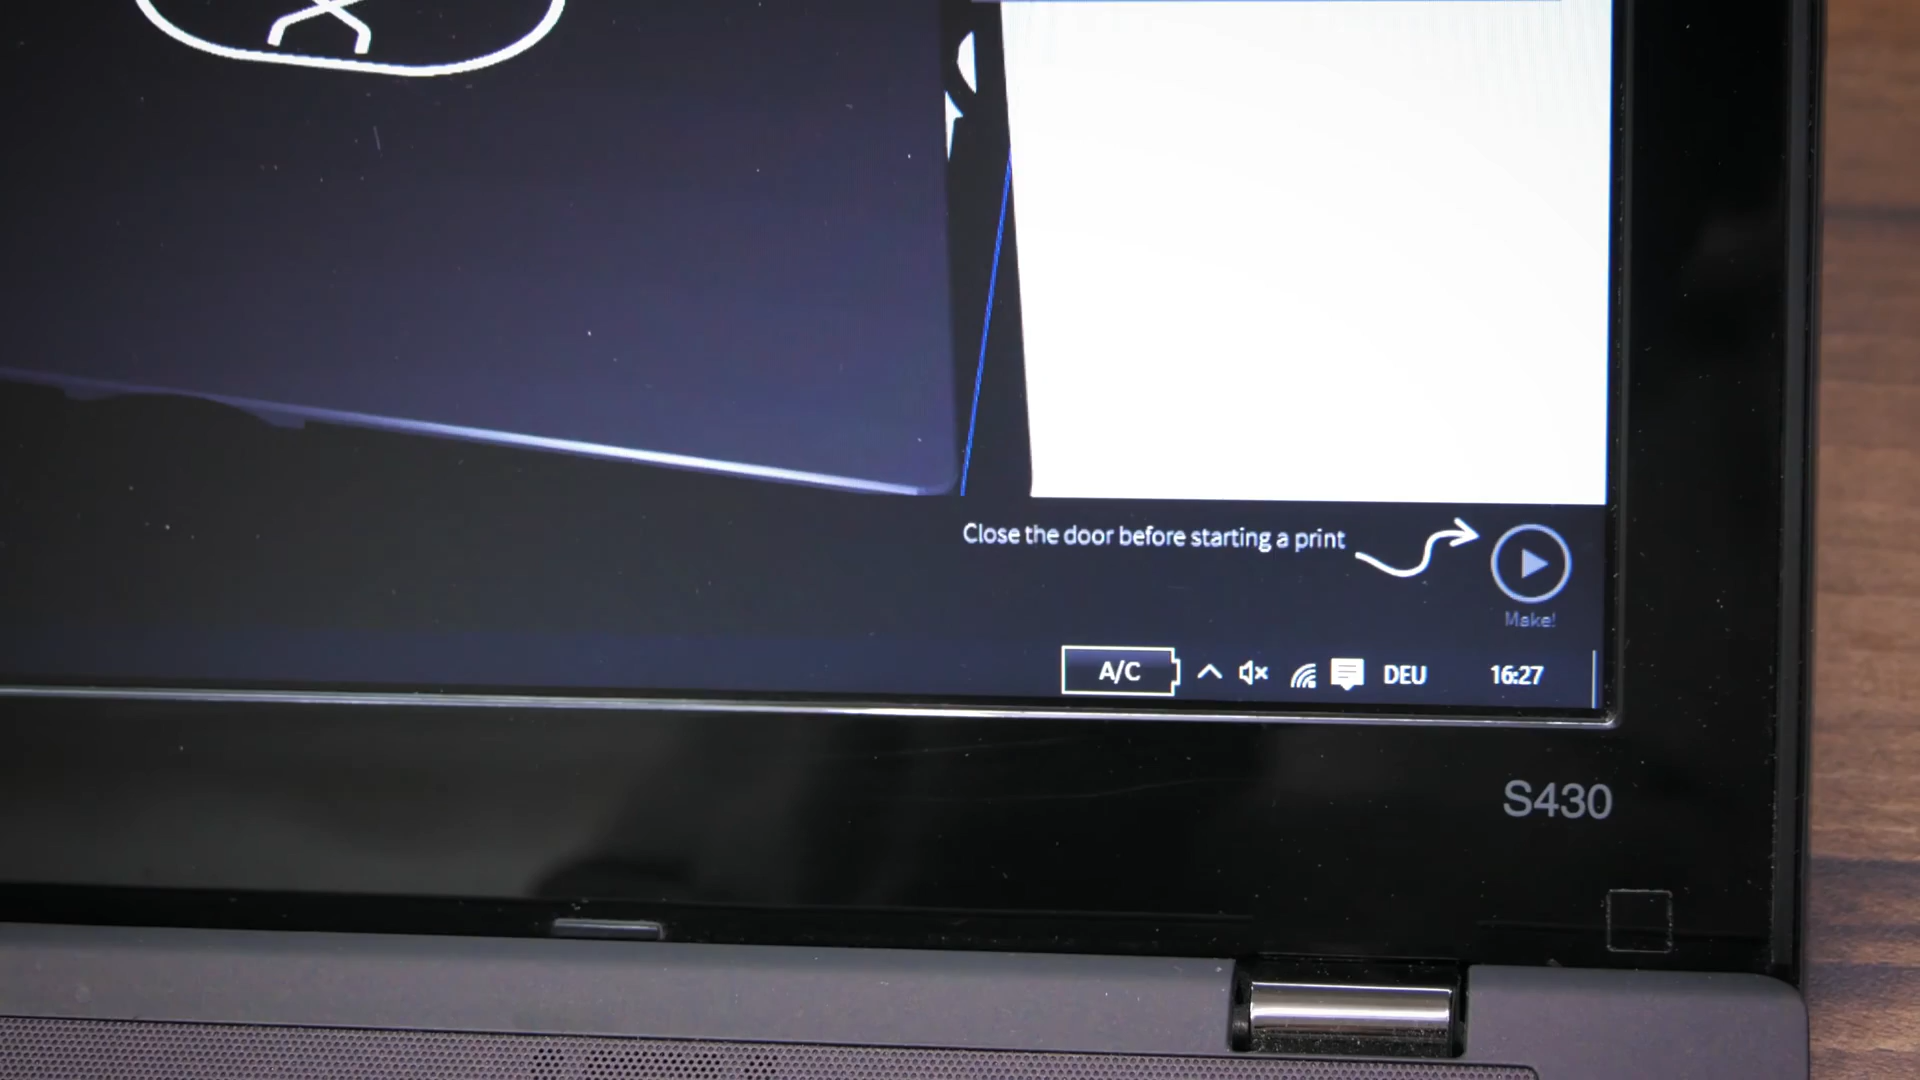 Close the door before starting a print
Make!
A/C
DEU
16:27
S430